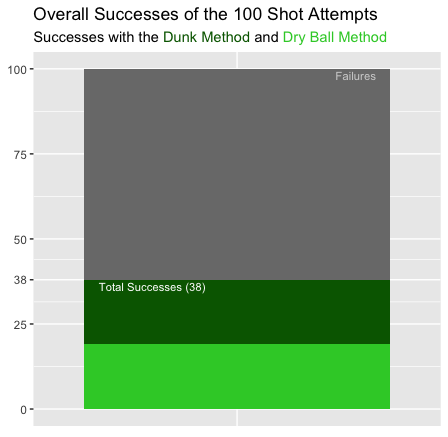 Overall Successes of the 100 Shot Attempts
Successes with the Dunk Method and Dry Ball Method
100
Failures
75
50
38
Total Successes (38)
25
0